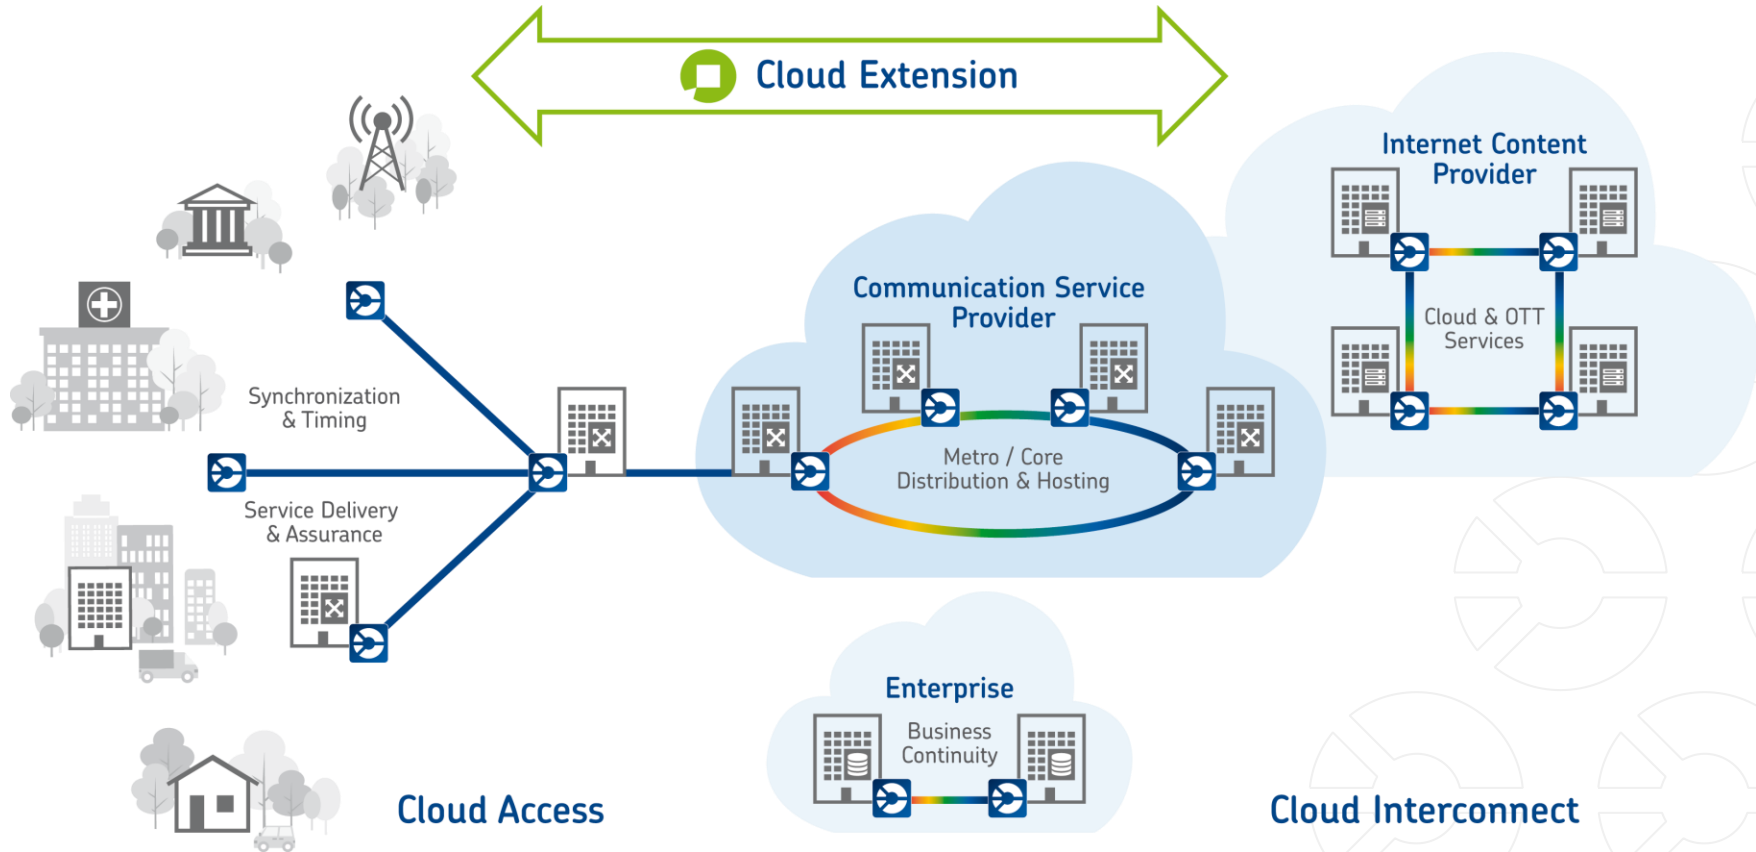 Cloud Extension
Internet Content
Provider
Communication Service
Provider
Cloud & OTT
Services
Synchronization
& Timing
Metro / Core
Distribution & Hosting
Service Delivery
& Assurance
Enterprise
Business
Continuity
Cloud Access
Cloud Interconnect